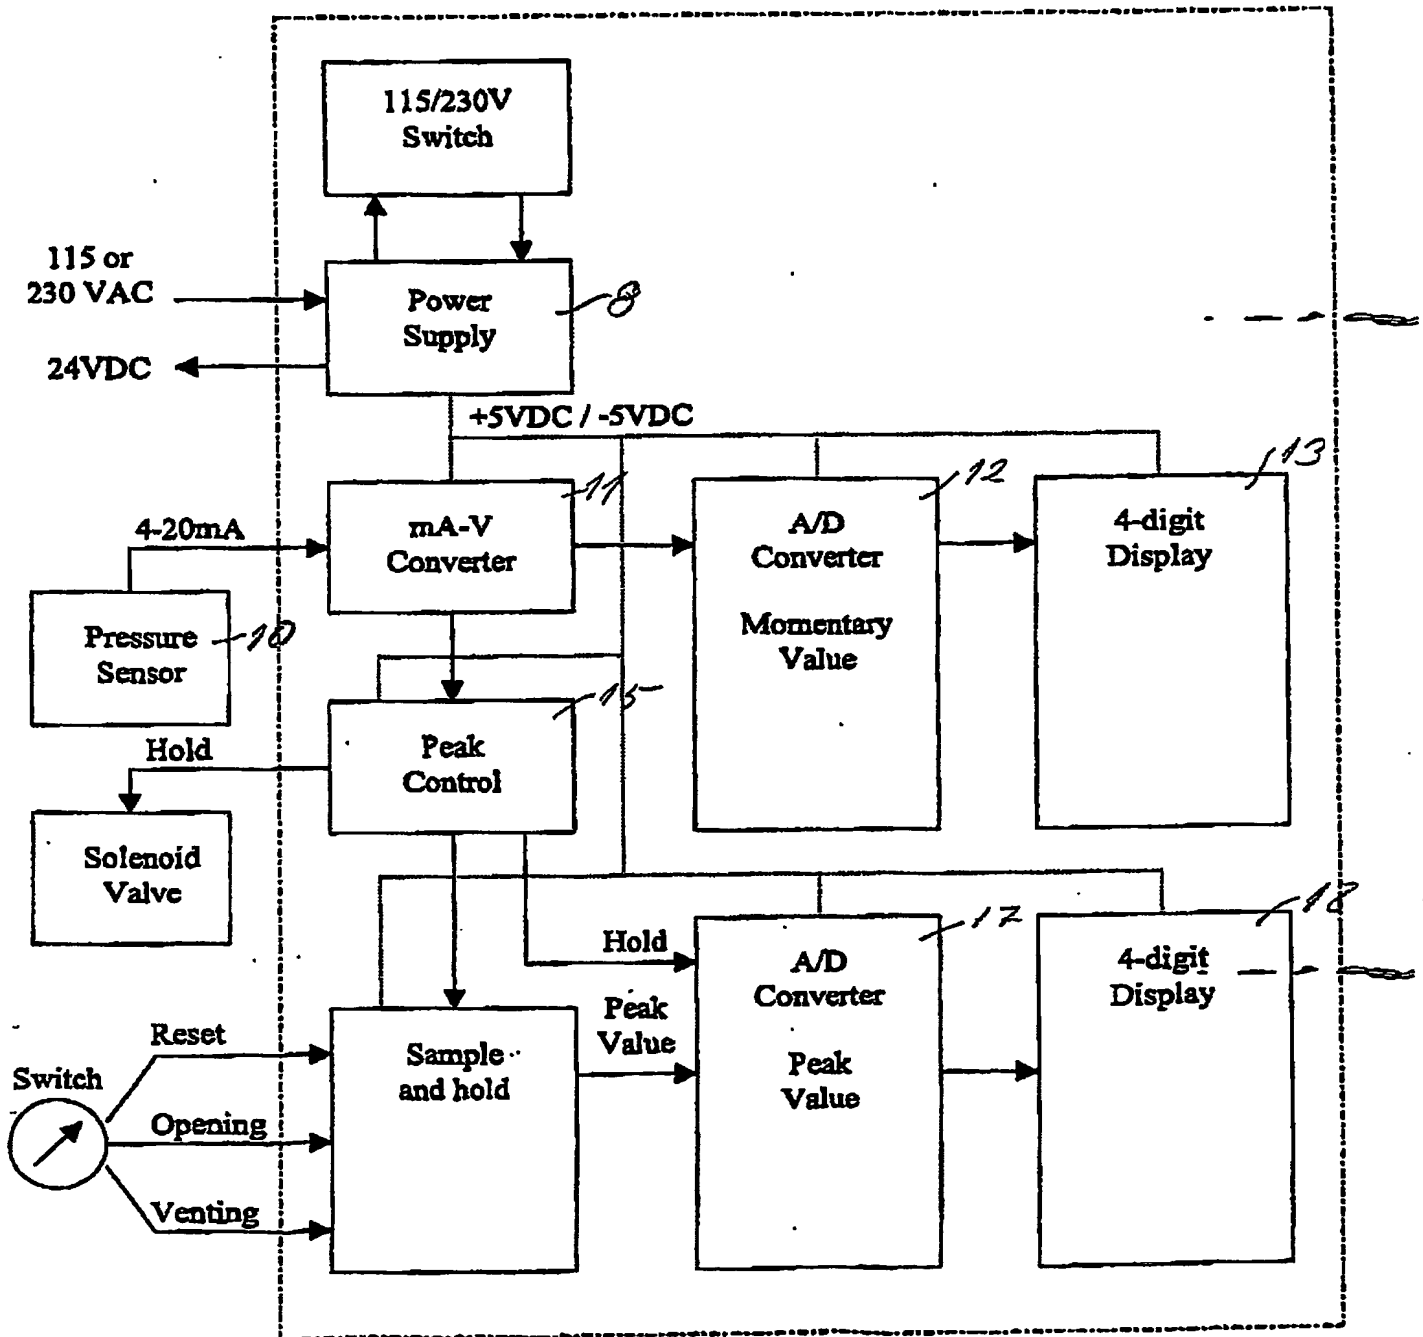 115/230V
Switch
115 or
230 VAC
Power
Supply
8
24VDC
+5VDC / -5VDC
11
12
13
4-20mA
mA-V
Converter
A/D
Converter
Momentary
Value
4-digit
Display
Pressure
Sensor
10
15
Hold
Peak
Control
Solenoid
Valve
17
18
Hold
A/D
Converter
Peak
Value
4-digit
Display
Peak
Value
Reset
Switch
Opening
Venting
Sample
and hold